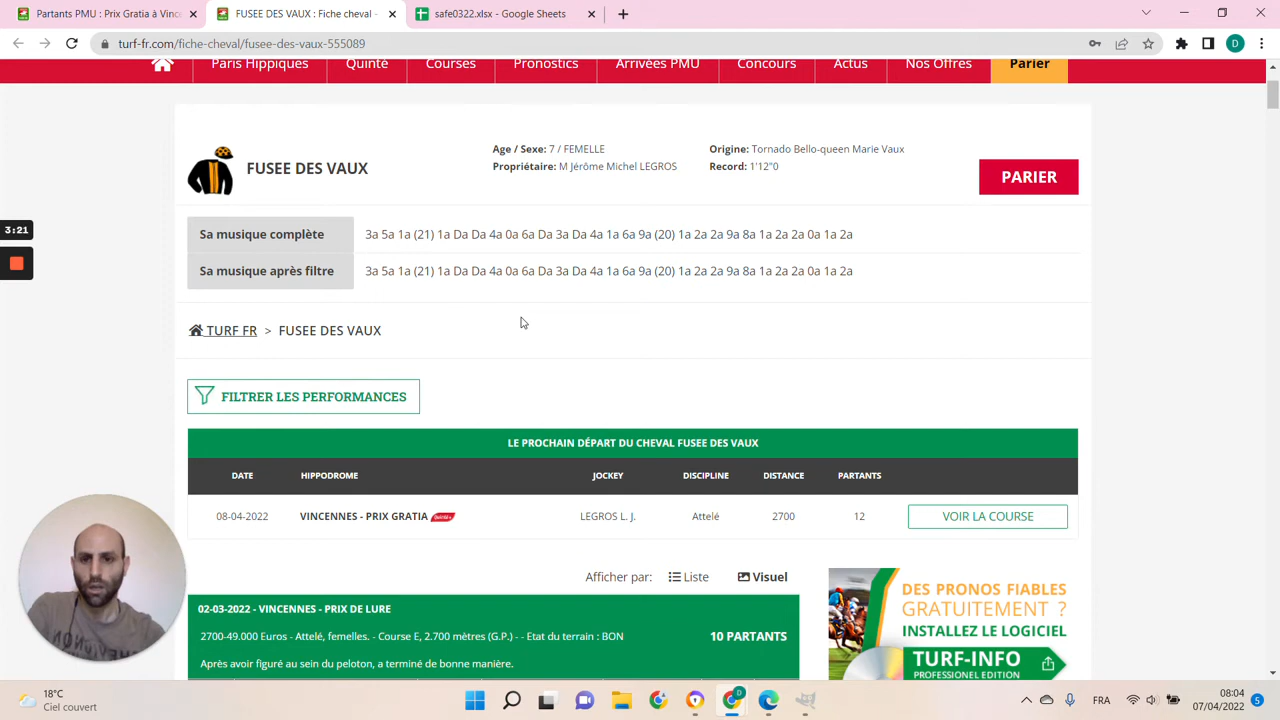 Partants PMU : Prix Gratia à Vince
FUSEE DES VAUX : Fiche cheval -
safe0322.xlsx - Google Sheets
turf-fr.com/fiche-cheval/fusee-des-vaux-555089
D
Paris Hippiques Quinté Courses Pronostics Arrivées PMU Concours Actus Nos Offres Parier
FUSEE DES VAUX
Age / Sexe: 7 / FEMELLE
Origine: Tornado Bello-queen Marie Vaux
Propriétaire: M Jérôme Michel LEGROS
Record: 1'12"0
PARIER
3:21
Sa musique complète 3a 5a 1a (21) 1a Da Da 4a 0a 6a Da 3a Da 4a 1a 6a 9a (20) 1a 2a 2a 9a 8a 1a 2a 2a 0a 1a 2a
Sa musique après filtre 3a 5a 1a (21) 1a Da Da 4a 0a 6a Da 3a Da 4a 1a 6a 9a (20) 1a 2a 2a 9a 8a 1a 2a 2a 0a 1a 2a
TURF FR > FUSEE DES VAUX
FILTRER LES PERFORMANCES
LE PROCHAIN DÉPART DU CHEVAL FUSEE DES VAUX
DATE HIPPODROME JOCKEY DISCIPLINE DISTANCE PARTANTS
08-04-2022 VINCENNES - PRIX GRATIA Quinté+ LEGROS L. J. Attelé 2700 12 VOIR LA COURSE
Afficher par: Liste Visuel
02-03-2022 - VINCENNES - PRIX DE LURE
2700-49.000 Euros - Attelé, femelles. - Course E, 2.700 mètres (G.P.) - - Etat du terrain : BON
10 PARTANTS
Après avoir figuré au sein du peloton, a terminé de bonne manière.
DES PRONOS FIABLES
GRATUITEMENT ?
INSTALLEZ LE LOGICIEL
TURF-INFO
PROFESSIONEL EDITION
18°C
Ciel couvert
D
FRA
08:04
07/04/2022
5